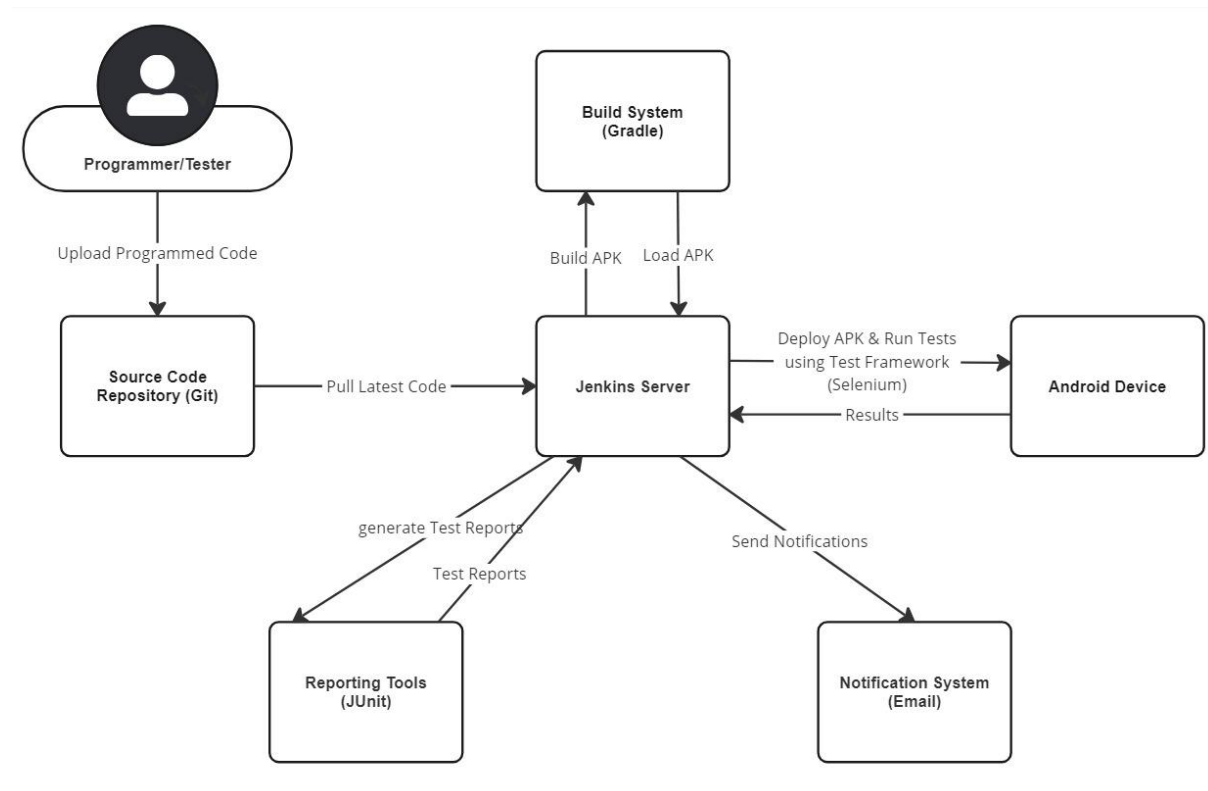 Build System
(Gradle)
Programmer/Tester
Upload Programmed Code
Build APK
Load APK
Source Code
Repository (Git)
Pull Latest Code
Jenkins Server
Deploy APK & Run Tests
using Test Framework
(Selenium)
Results
Android Device
generate Test Reports
Test Reports
Send Notifications
Reporting Tools
(JUnit)
Notification System
(Email)